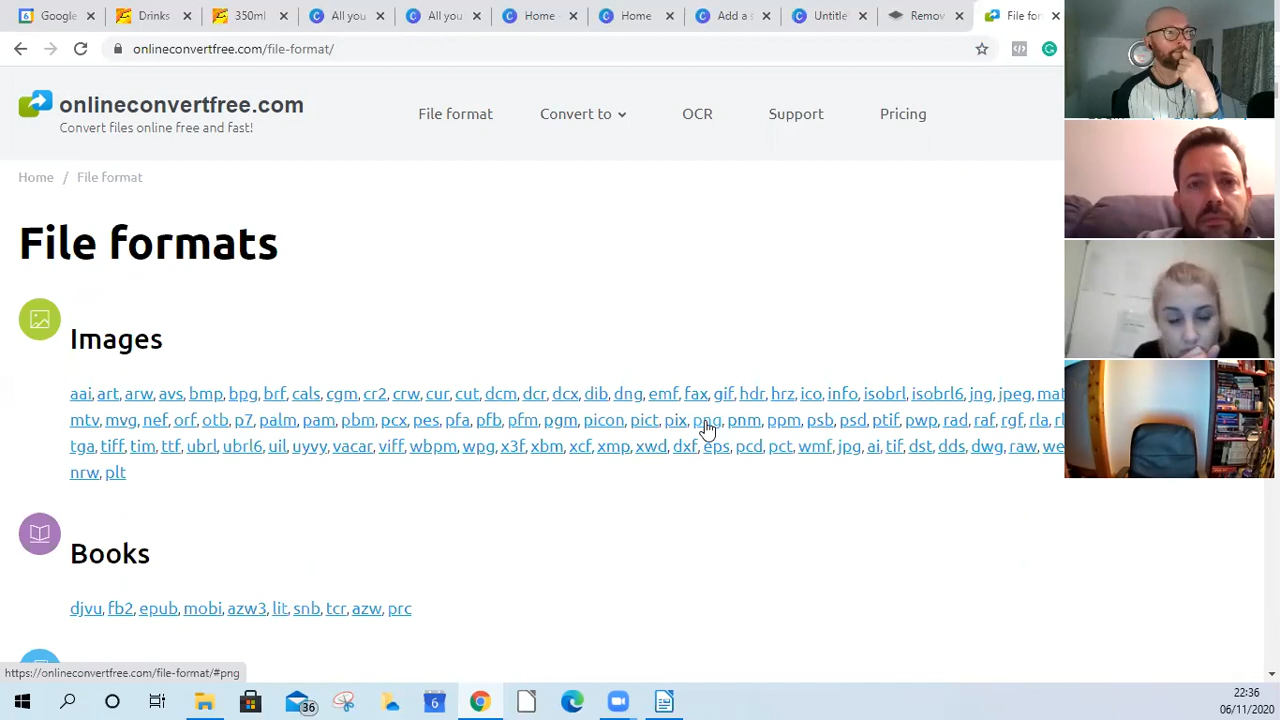 Google Drinks 350ml All you All you Home Home Add a s Untitle Remov File for
onlineconvertfree.com/file-format/
onlineconvertfree.com
Convert files online free and fast!
File format Convert to OCR Support Pricing
Home / File format
File formats
Images
aai, art, arw, avs, bmp, bpg, brf, cals, cgm, cr2, crw, cur, cut, dcm, dcr, dcx, dib, dng, emf, fax, gif, hdr, hrz, ico, info, isobrl, isobrl6, jng, jpeg, mat
mtv, mvg, nef, orf, otb, p7, palm, pam, pbm, pcx, pes, pfa, pfb, pfm, pgm, picon, pict, pix, png, pnm, ppm, psb, psd, ptif, pwp, rad, raf, rgf, rla,
tga, tiff, tim, ttf, ubrl, ubrl6, uil, uyvy, vacar, viff, wbpm, wpg, x3f, xbm, xcf, xmp, xwd, dxf, eps, pcd, pct, wmf, jpg, ai, tif, dst, dds, dwg, raw, we
nrw, plt
Books
djvu, fb2, epub, mobi, azw3, lit, snb, tcr, azw, prc
https://onlineconvertfree.com/file-format/#png
36
6
22:36
06/11/2020